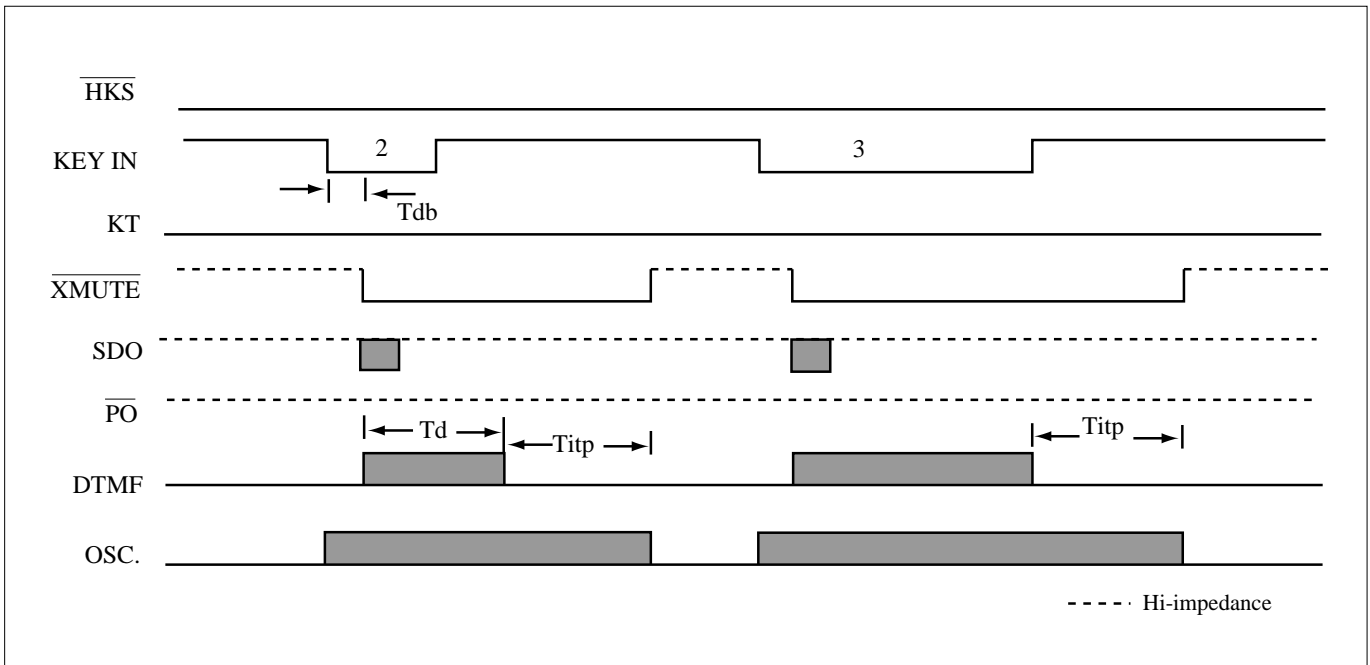 HKS
KEY IN
2
3
Tdb
KT
XMUTE
SDO
PO
Td
Titp
Titp
DTMF
OSC.
Hi-impedance